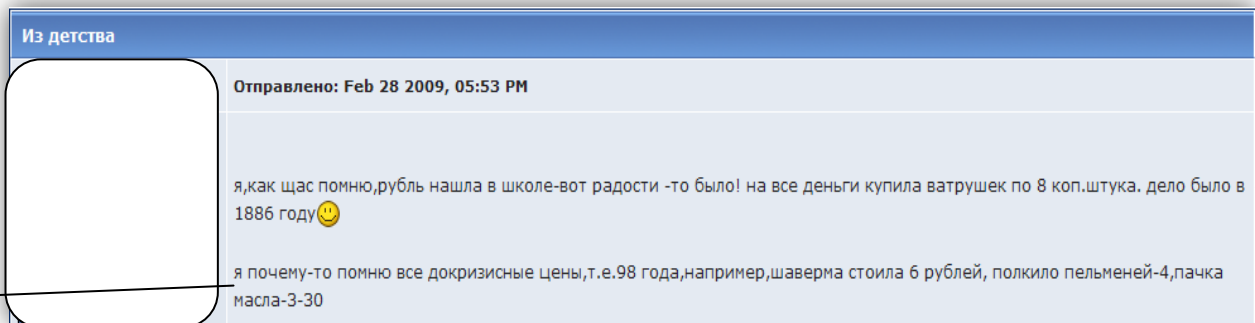 Из детства
Отправлено: Feb 28 2009, 05:53 PM
я,как щас помню,рубль нашла в школе-вот радости -то было! на все деньги купила ватрушек по 8 коп.штука. дело было в
1886 году
я почему-то помню все докризисные цены,т.е.98 года,например,шаверма стоила 6 рублей, полкило пельменей-4,пачка
масла-3-30